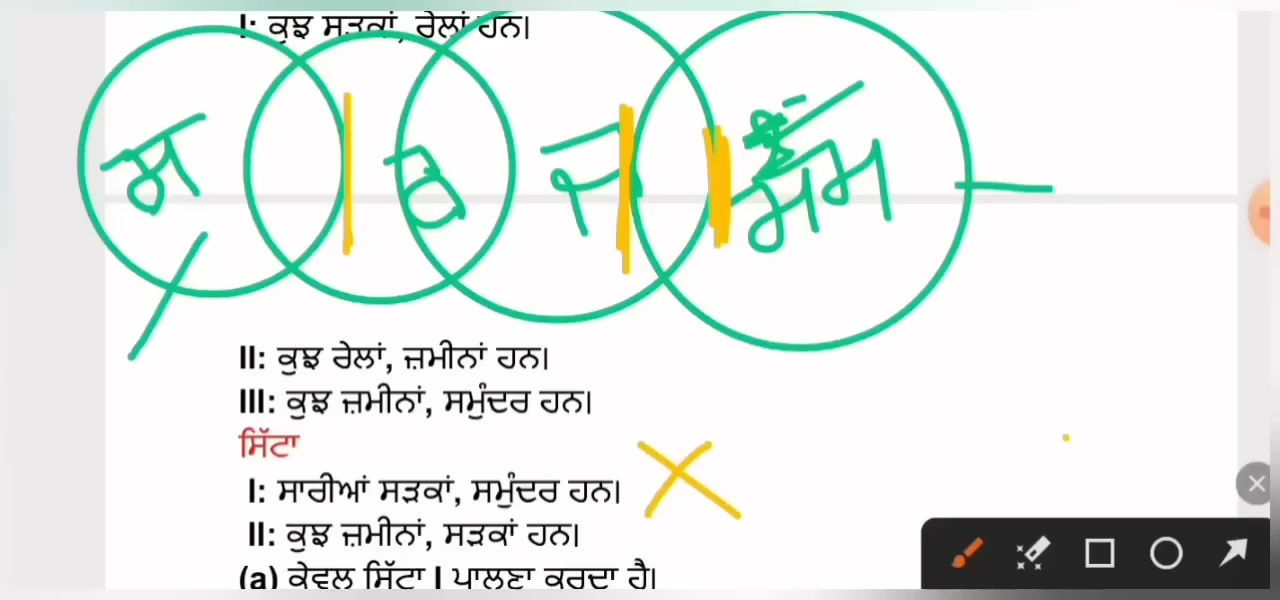 I: ਕੁਝ ਸੜਕਾਂ, ਰੇਲਾਂ ਹਨ।
ਸ ਰ ਜ
II: ਕੁਝ ਰੇਲਾਂ, ਜ਼ਮੀਨਾਂ ਹਨ।
III: ਕੁਝ ਜ਼ਮੀਨਾਂ, ਸਮੁੰਦਰ ਹਨ।
ਸਿੱਟਾ
I: ਸਾਰੀਆਂ ਸੜਕਾਂ, ਸਮੁੰਦਰ ਹਨ।
II: ਕੁਝ ਜ਼ਮੀਨਾਂ, ਸੜਕਾਂ ਹਨ।
(a) ਕੇਵਲ ਸਿੱਟਾ I ਪਾਲਣਾ ਕਰਦਾ ਹੈ।